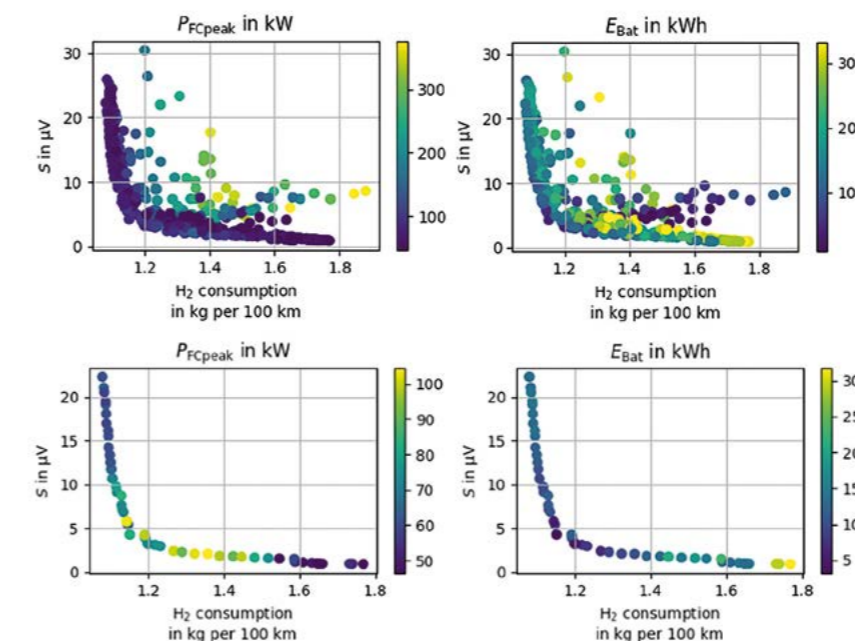 P_FCpeak in kW
30
20
10
0
S in µV
1.2 1.4 1.6 1.8
H₂ consumption
in kg per 100 km
300
200
100
E_Bat in kWh
30
20
10
0
S in µV
1.2 1.4 1.6 1.8
H₂ consumption
in kg per 100 km
30
20
10
P_FCpeak in kW
20
15
10
5
0
S in µV
1.2 1.4 1.6 1.8
H₂ consumption
in kg per 100 km
100
90
80
70
60
50
E_Bat in kWh
20
15
10
5
0
S in µV
1.2 1.4 1.6 1.8
H₂ consumption
in kg per 100 km
30
25
20
15
10
5